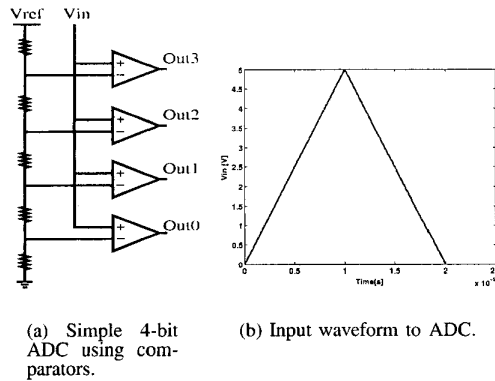 Vref Vin
Out3
Out2
Out1
Out0
+
−
+
−
+
−
+
−
Vin[V]
5
4.5
4
3.5
3
2.5
2
1.5
1
0.5
0
0 0.5 1 1.5 2
Time[s]
(a) Simple 4-bit
ADC using com-
parators.
(b) Input waveform to ADC.